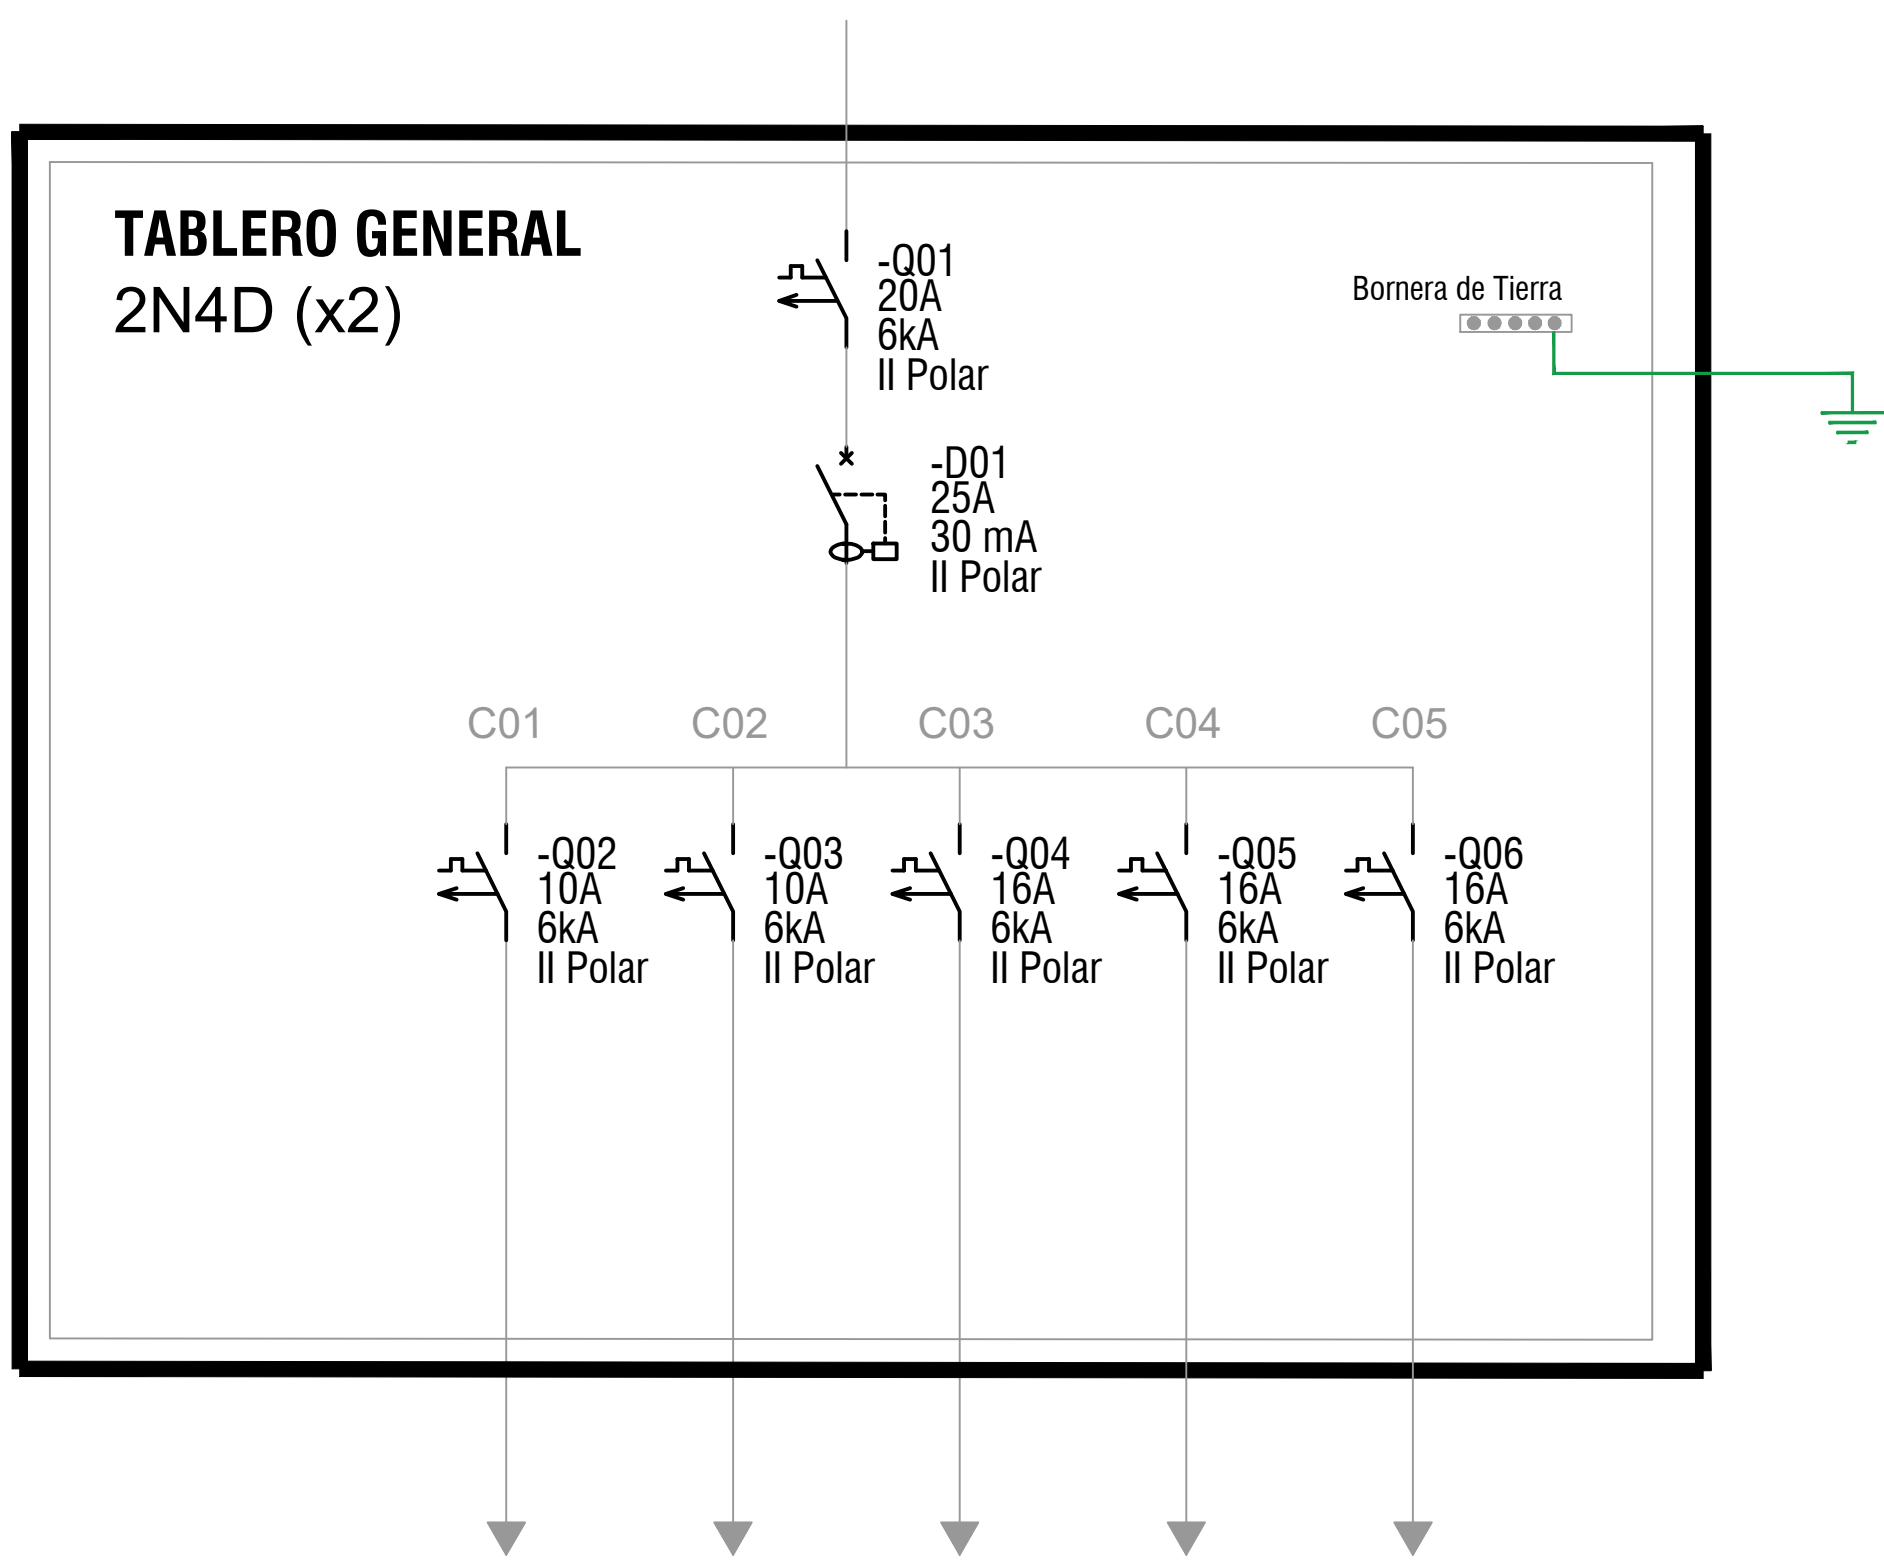 TABLERO GENERAL
2N4D (x2)
-Q01
20A
6kA
II Polar
Bornera de Tierra
-D01
25A
30 mA
II Polar
C01
C02
C03
C04
C05
-Q02
10A
6kA
II Polar
-Q03
10A
6kA
II Polar
-Q04
16A
6kA
II Polar
-Q05
16A
6kA
II Polar
-Q06
16A
6kA
II Polar